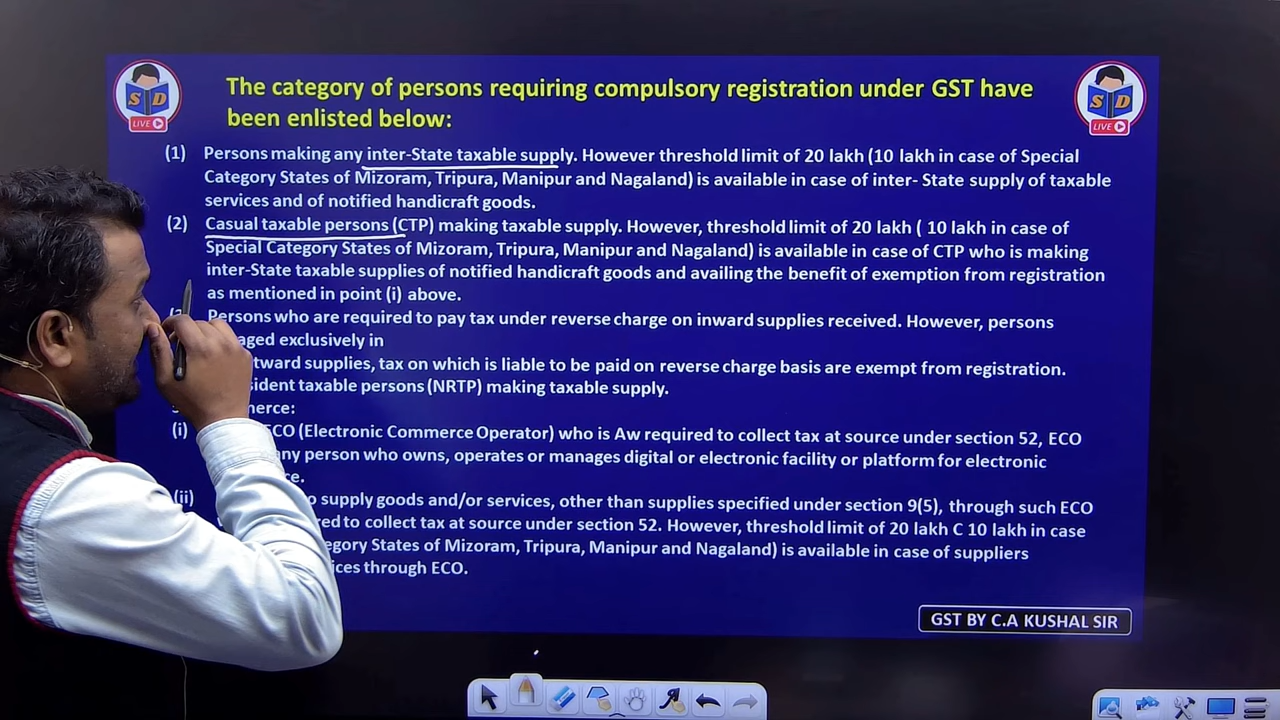 The category of persons requiring compulsory registration under GST have
been enlisted below:
S D
LIVE
S D
LIVE
(1) Persons making any inter-State taxable supply. However threshold limit of 20 lakh (10 lakh in case of Special
Category States of Mizoram, Tripura, Manipur and Nagaland) is available in case of inter- State supply of taxable
services and of notified handicraft goods.
(2) Casual taxable persons (CTP) making taxable supply. However, threshold limit of 20 lakh ( 10 lakh in case of
Special Category States of Mizoram, Tripura, Manipur and Nagaland) is available in case of CTP who is making
inter-State taxable supplies of notified handicraft goods and availing the benefit of exemption from registration
as mentioned in point (i) above.
Persons who are required to pay tax under reverse charge on inward supplies received. However, persons
exclusively in
supplies, tax on which is liable to be paid on reverse charge basis are exempt from registration.
taxable persons (NRTP) making taxable supply.
(i) ECO (Electronic Commerce Operator) who is Aw required to collect tax at source under section 52, ECO
any person who owns, operates or manages digital or electronic facility or platform for electronic
(ii) supply goods and/or services, other than supplies specified under section 9(5), through such ECO
to collect tax at source under section 52. However, threshold limit of 20 lakh C 10 lakh in case
States of Mizoram, Tripura, Manipur and Nagaland) is available in case of suppliers
through ECO.
GST BY C.A KUSHAL SIR